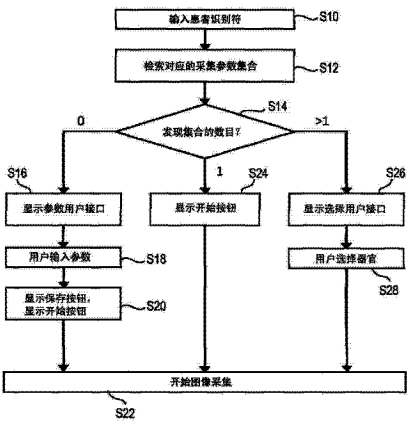 输入患者识别符
S10
检索对应的采集参数集合
S12
S14
发现集合的数目?
0
1
>1
S16
S24
S26
显示参数用户接口
显示开始按钮
显示选择用户接口
用户输入参数
S18
用户选择器官
S28
显示保存按钮,
显示开始按钮
S20
开始图像采集
S22